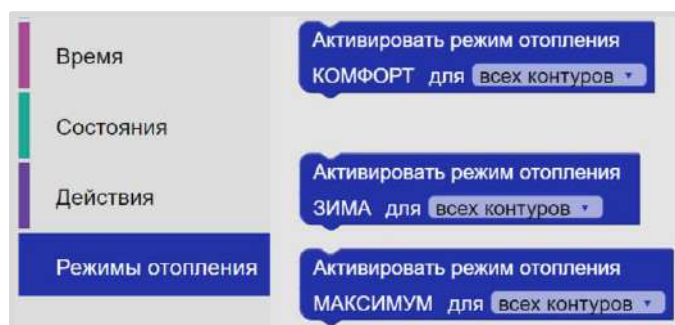 Время
Состояния
Действия
Режимы отопления
Активировать режим отопления
КОМФОРТ для всех контуров
Активировать режим отопления
ЗИМА для всех контуров
Активировать режим отопления
МАКСИМУМ для всех контуров